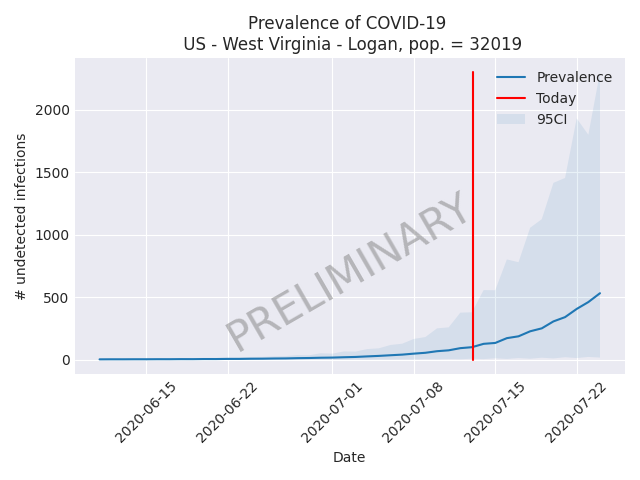 Prevalence of COVID-19
US - West Virginia - Logan, pop. = 32019
Prevalence
Today
95CI
# undetected infections
2000
1500
1000
500
0
PRELIMINARY
2020-06-15
2020-06-22
2020-07-01
2020-07-08
2020-07-15
2020-07-22
Date